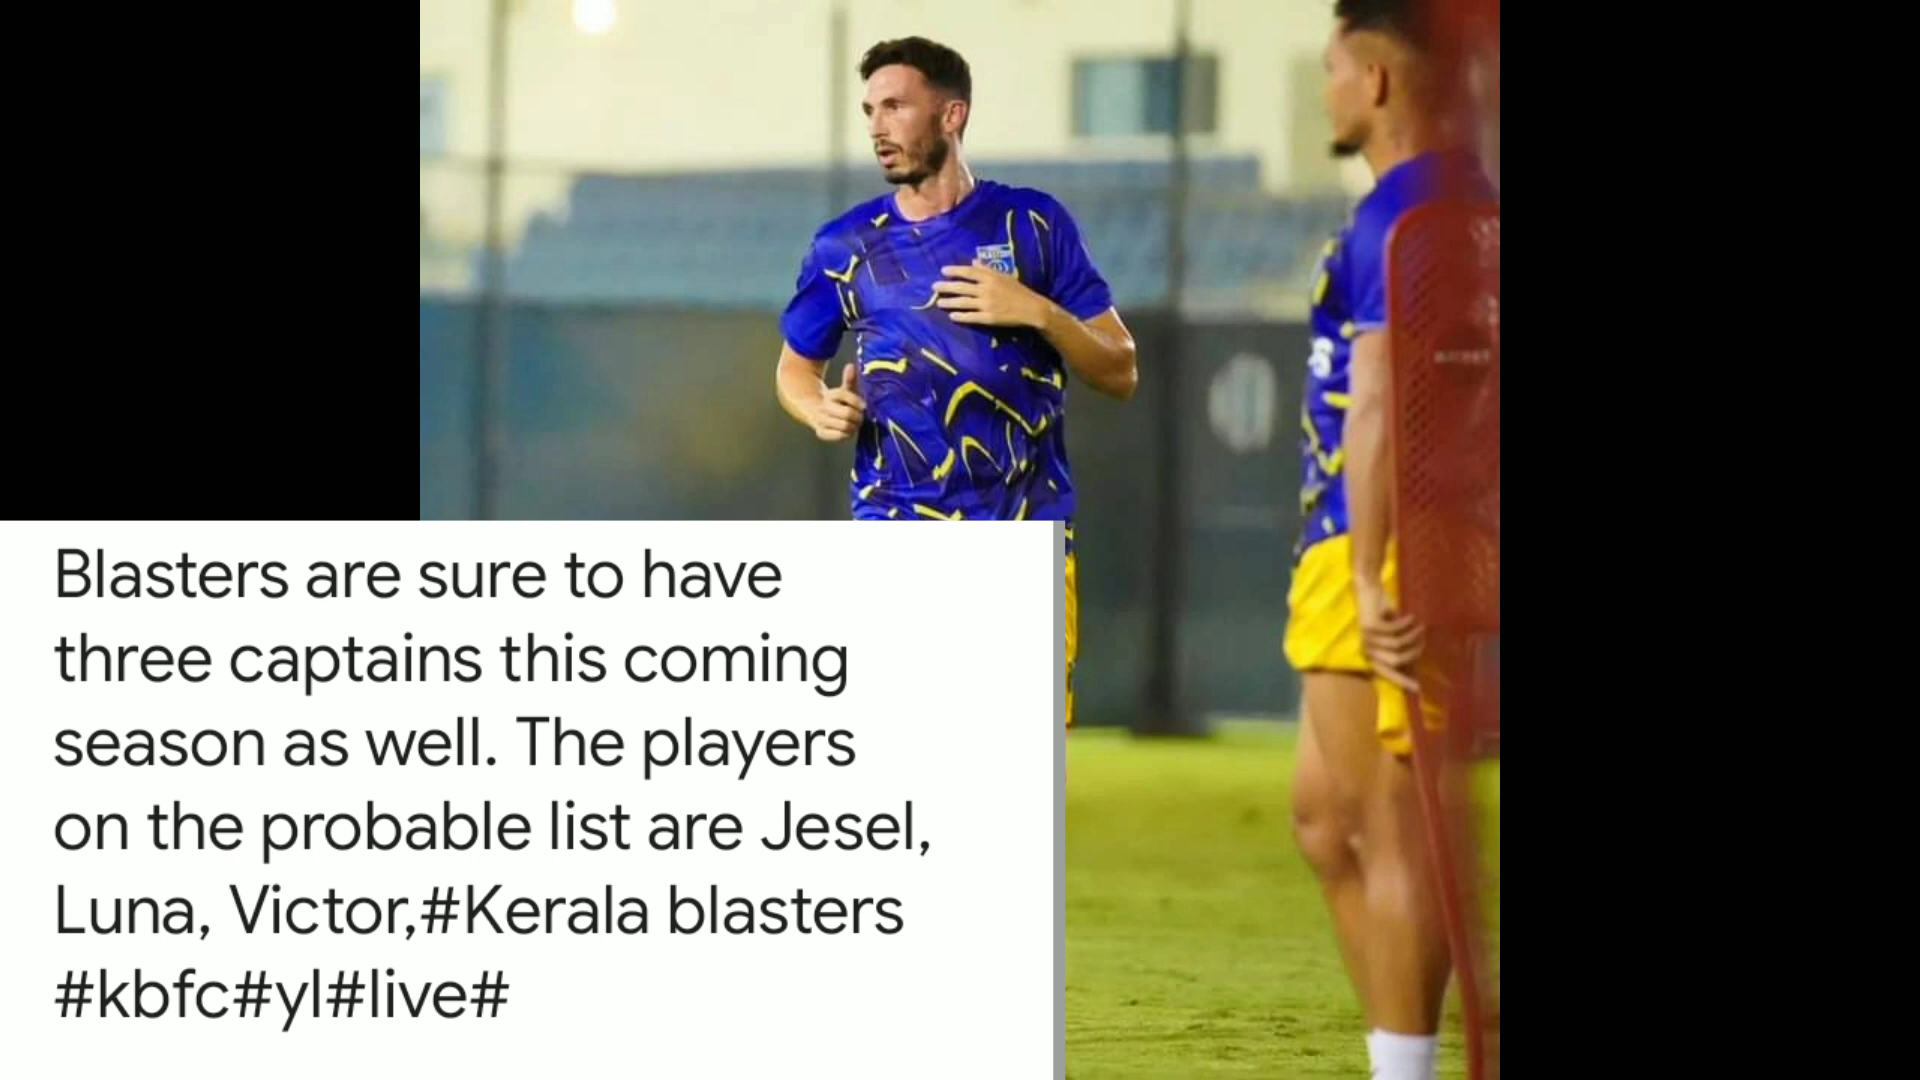 Blasters are sure to have
three captains this coming
season as well. The players
on the probable list are Jesel,
Luna, Victor,#Kerala blasters
#kbfc#yl#live#